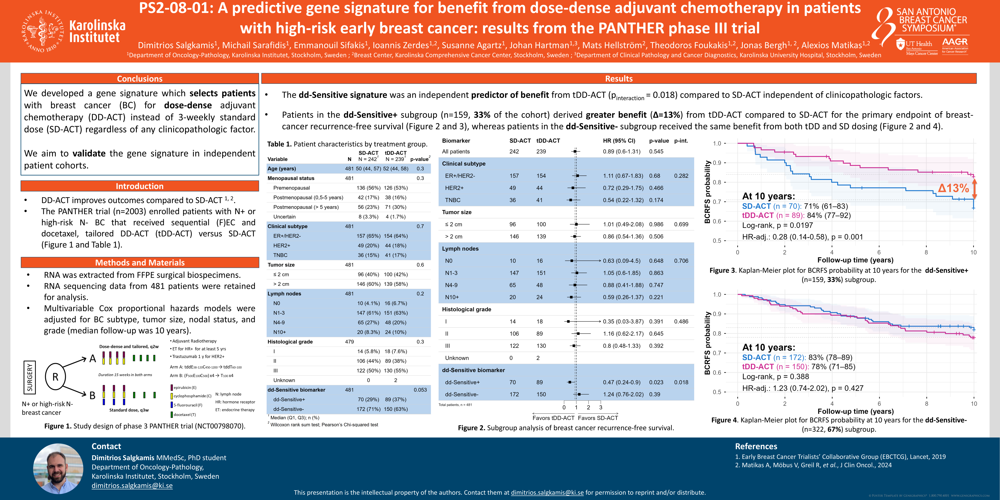 PS2-08-01: A predictive gene signature for benefit from dose-dense adjuvant chemotherapy in patients
with high-risk early breast cancer: results from the PANTHER phase III trial
Dimitrios Salgkamis1, Michail Sarafidis1, Emmanouil Sifakis1, Ioannis Zerdes1,2, Susanne Agartz1, Johan Hartman1,3, Mats Hellström2, Theodoros Foukakis1,2, Jonas Bergh1, 2, Alexios Matikas1,2
1Department of Oncology-Pathology, Karolinska Institutet, Stockholm, Sweden ; 2Breast Center, Karolinska Comprehensive Cancer Center, Stockholm, Sweden ; 3Department of Clinical Pathology and Cancer Diagnostics, Karolinska University Hospital, Stockholm, Sweden
KAROLINSKA INSTITUTET
ANNO 1810
Karolinska
Institutet
SAN ANTONIO
BREAST CANCER
SYMPOSIUM®
UT Health
San Antonio
Mays Cancer Center
AACR
American Association
for Cancer Research®
Conclusions
We developed a gene signature which selects patients
with breast cancer (BC) for dose-dense adjuvant
chemotherapy (DD-ACT) instead of 3-weekly standard
dose (SD-ACT) regardless of any clinicopathologic factor.
We aim to validate the gene signature in independent
patient cohorts.
Introduction
• DD-ACT improves outcomes compared to SD-ACT 1, 2.
• The PANTHER trial (n=2003) enrolled patients with N+ or
high-risk N- BC that received sequential (F)EC and
docetaxel, tailored DD-ACT (tDD-ACT) versus SD-ACT
(Figure 1 and Table 1).
Methods and Materials
• RNA was extracted from FFPE surgical biospecimens.
• RNA sequencing data from 481 patients were retained
for analysis.
• Multivariable Cox proportional hazards models were
adjusted for BC subtype, tumor size, nodal status, and
grade (median follow-up was 10 years).
SURGERY
R
A
B
N+ or high-risk N-
breast cancer
Dose-dense and tailored, q2w
Duration 15 weeks in both arms
Standard dose, q3w
• Adjuvant Radiotherapy
• ET for HR+ for at least 5 yrs
• Trastuzumab 1 y for HER2+
Arm A: tddE38-120C450-1200 → tddT60-100
Arm B: (F500E100C500) x4 → T100 x4
epirubicin (E)
cyclophosphamide (C)
5-fluorouracil (F)
docetaxel (T)
N: lymph node
HR: hormone receptor
ET: endocrine therapy
Figure 1. Study design of phase 3 PANTHER trial (NCT00798070).
Results
• The dd-Sensitive signature was an independent predictor of benefit from tDD-ACT (pinteraction = 0.018) compared to SD-ACT independent of clinicopathologic factors.
• Patients in the dd-Sensitive+ subgroup (n=159, 33% of the cohort) derived greater benefit (Δ=13%) from tDD-ACT compared to SD-ACT for the primary endpoint of breast-
cancer recurrence-free survival (Figure 2 and 3), whereas patients in the dd-Sensitive- subgroup received the same benefit from both tDD and SD dosing (Figure 2 and 4).
Table 1. Patient characteristics by treatment group.
SD-ACT tDD-ACT
Variable N N = 2421 N = 2391 p-value2
Age (years) 481 50 (44, 57) 52 (44, 58) 0.3
Menopausal status 481 0.3
Premenopausal 136 (56%) 126 (53%)
Postmenopausal (0,5-5 years) 42 (17%) 38 (16%)
Postmenopausal (> 5 years) 56 (23%) 71 (30%)
Uncertain 8 (3.3%) 4 (1.7%)
Clinical subtype 481 0.7
ER+/HER2- 157 (65%) 154 (64%)
HER2+ 49 (20%) 44 (18%)
TNBC 36 (15%) 41 (17%)
Tumor size 481 0.6
≤ 2 cm 96 (40%) 100 (42%)
> 2 cm 146 (60%) 139 (58%)
Lymph nodes 481 0.2
N0 10 (4.1%) 16 (6.7%)
N1-3 147 (61%) 151 (63%)
N4-9 65 (27%) 48 (20%)
N10+ 20 (8.3%) 24 (10%)
Histological grade 479 0.3
I 14 (5.8%) 18 (7.6%)
II 106 (44%) 89 (38%)
III 122 (50%) 130 (55%)
Unknown 0 2
dd-Sensitive biomarker 481 0.053
dd-Sensitive+ 70 (29%) 89 (37%)
dd-Sensitive- 172 (71%) 150 (63%)
1 Median (Q1, Q3); n (%)
2 Wilcoxon rank sum test; Pearson's Chi-squared test
Biomarker SD-ACT tDD-ACT HR (95% CI) p-value p-int.
All patients 242 239 0.89 (0.6-1.31) 0.545
Clinical subtype
ER+/HER2- 157 154 1.11 (0.67-1.83) 0.68 0.282
HER2+ 49 44 0.72 (0.29-1.75) 0.466
TNBC 36 41 0.54 (0.22-1.32) 0.174
Tumor size
≤ 2 cm 96 100 1.01 (0.49-2.08) 0.986 0.699
> 2 cm 146 139 0.86 (0.54-1.36) 0.506
Lymph nodes
N0 10 16 0.63 (0.09-4.5) 0.648 0.706
N1-3 147 151 1.05 (0.6-1.85) 0.863
N4-9 65 48 0.88 (0.41-1.88) 0.747
N10+ 20 24 0.59 (0.26-1.37) 0.221
Histological grade
I 14 18 0.35 (0.03-3.87) 0.391 0.486
II 106 89 1.16 (0.62-2.17) 0.645
III 122 130 0.8 (0.48-1.33) 0.392
Unknown 0 2
dd-Sensitive biomarker
dd-Sensitive+ 70 89 0.47 (0.24-0.9) 0.023 0.018
dd-Sensitive- 172 150 1.24 (0.76-2.02) 0.39
Total patients, n = 481
0 1 2 3
Favors tDD-ACT Favors SD-ACT
Figure 2. Subgroup analysis of breast cancer recurrence-free survival.
BCRFS probability
1.0
0.9
0.8
0.7
0.6
0.5
Δ13%
At 10 years:
SD-ACT (n = 70): 71% (61–83)
tDD-ACT (n = 89): 84% (77–92)
Log-rank, p = 0.0197
HR-adj.: 0.28 (0.14-0.58), p = 0.001
0 2 4 6 8 10
Follow-up time (years)
Figure 3. Kaplan-Meier plot for BCRFS probability at 10 years for the dd-Sensitive+
(n=159, 33%) subgroup.
BCRFS probability
1.0
0.9
0.8
0.7
0.6
0.5
At 10 years:
SD-ACT (n = 172): 83% (78–89)
tDD-ACT (n = 150): 78% (71–85)
Log-rank, p = 0.388
HR-adj.: 1.23 (0.74-2.02), p = 0.427
0 2 4 6 8 10
Follow-up time (years)
Figure 4. Kaplan-Meier plot for BCRFS probability at 10 years for the dd-Sensitive-
(n=322, 67%) subgroup.
Contact
Dimitrios Salgkamis MMedSc, PhD student
Department of Oncology-Pathology,
Karolinska Institutet, Stockholm, Sweden
dimitrios.salgkamis@ki.se
This presentation is the intellectual property of the authors. Contact them at dimitrios.salgkamis@ki.se for permission to reprint and/or distribute.
References
1. Early Breast Cancer Trialists' Collaborative Group (EBCTCG), Lancet, 2019
2. Matikas A, Möbus V, Greil R, et al., J Clin Oncol., 2024
© POSTER TEMPLATE BY GENIGRAPHICS® 1.800.790.4001 WWW.GENIGRAPHICS.COM